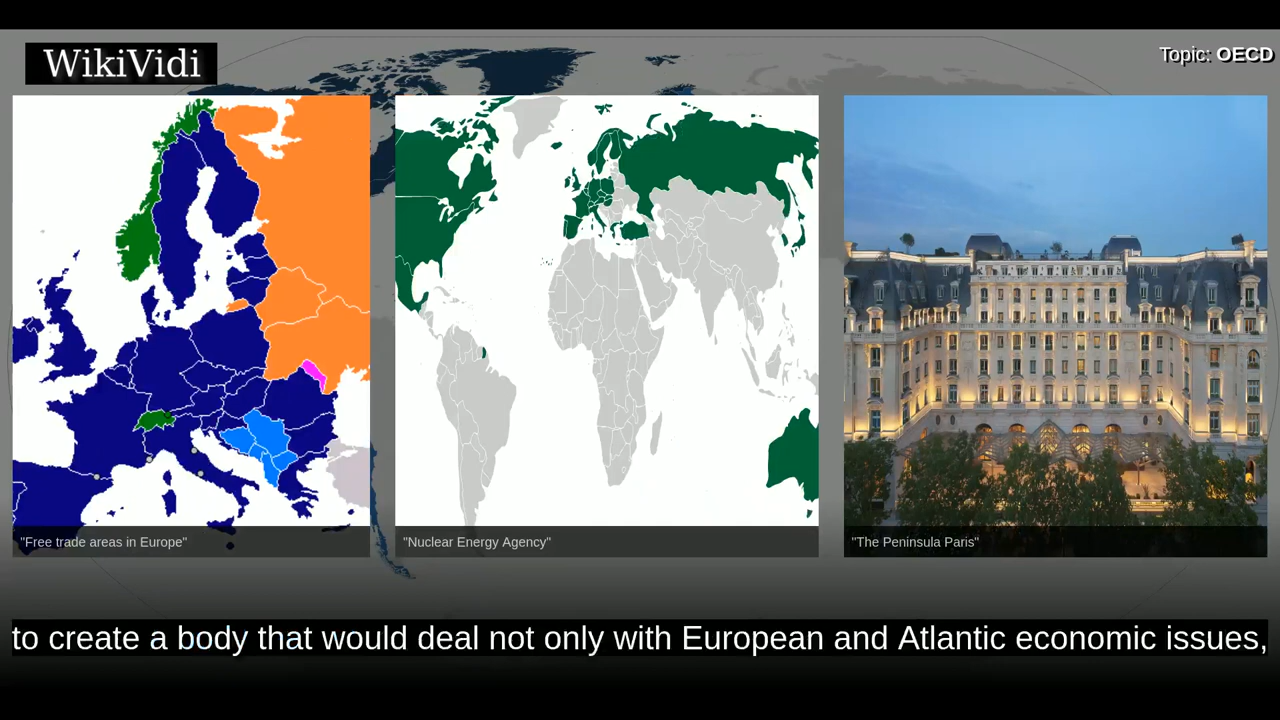 WikiVidi
Topic: OECD
"Free trade areas in Europe"
"Nuclear Energy Agency"
"The Peninsula Paris"
to create a body that would deal not only with European and Atlantic economic issues,